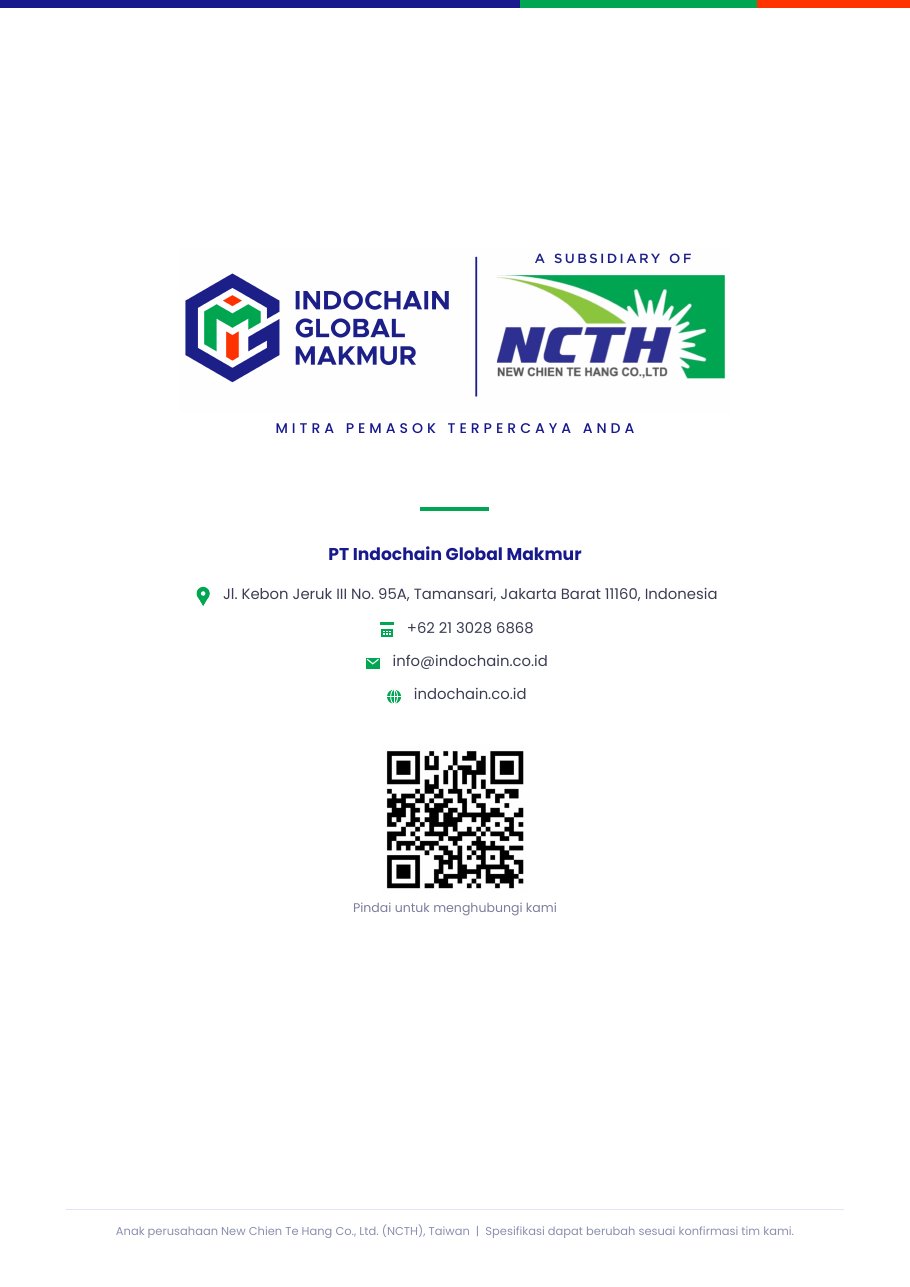 A SUBSIDIARY OF
INDOCHAIN
GLOBAL
MAKMUR
NCTH
NEW CHIEN TE HANG CO.,LTD
MITRA PEMASOK TERPERCAYA ANDA
PT Indochain Global Makmur
Jl. Kebon Jeruk III No. 95A, Tamansari, Jakarta Barat 11160, Indonesia
+62 21 3028 6868
info@indochain.co.id
indochain.co.id
Pindai untuk menghubungi kami
Anak perusahaan New Chien Te Hang Co., Ltd. (NCTH), Taiwan | Spesifikasi dapat berubah sesuai konfirmasi tim kami.